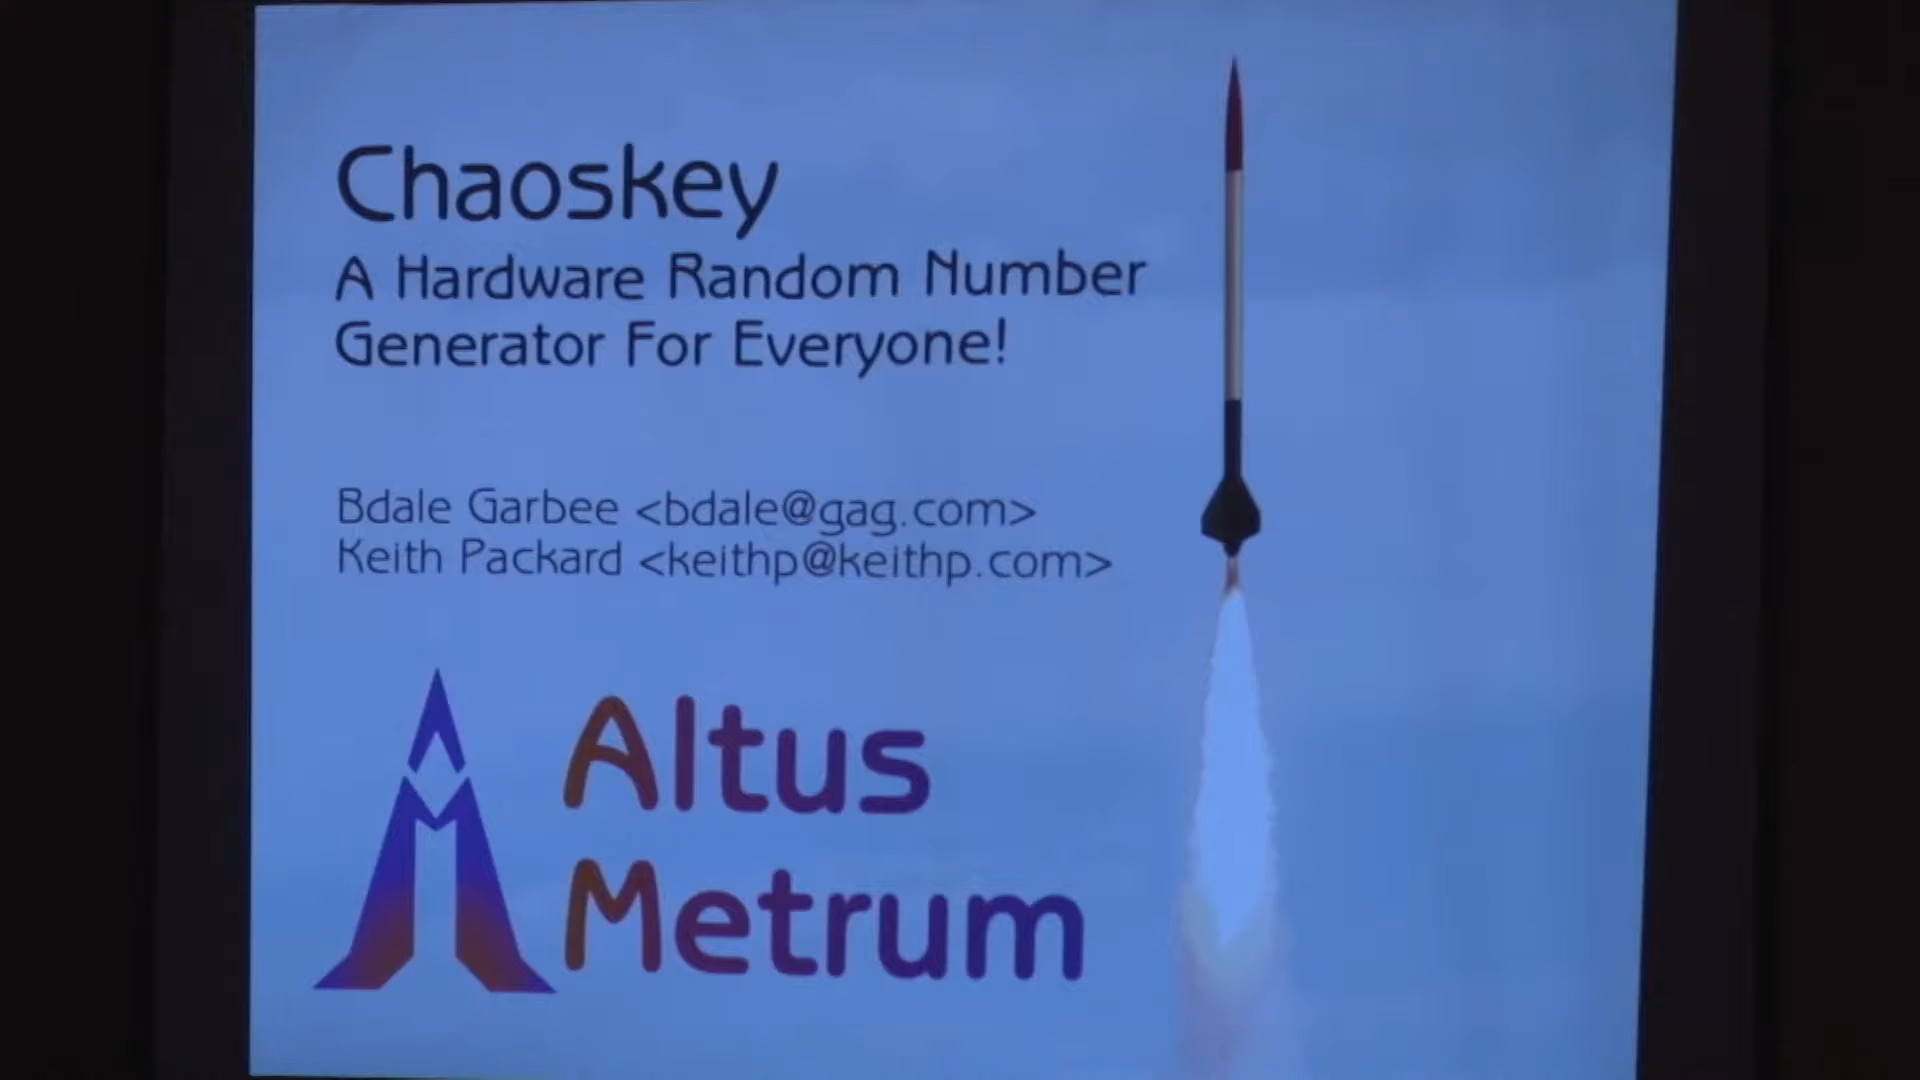 Chaoskey
A Hardware Random Number
Generator For Everyone!
Bdale Garbee <bdale@gag.com>
Keith Packard <keithp@keithp.com>
Altus
Metrum